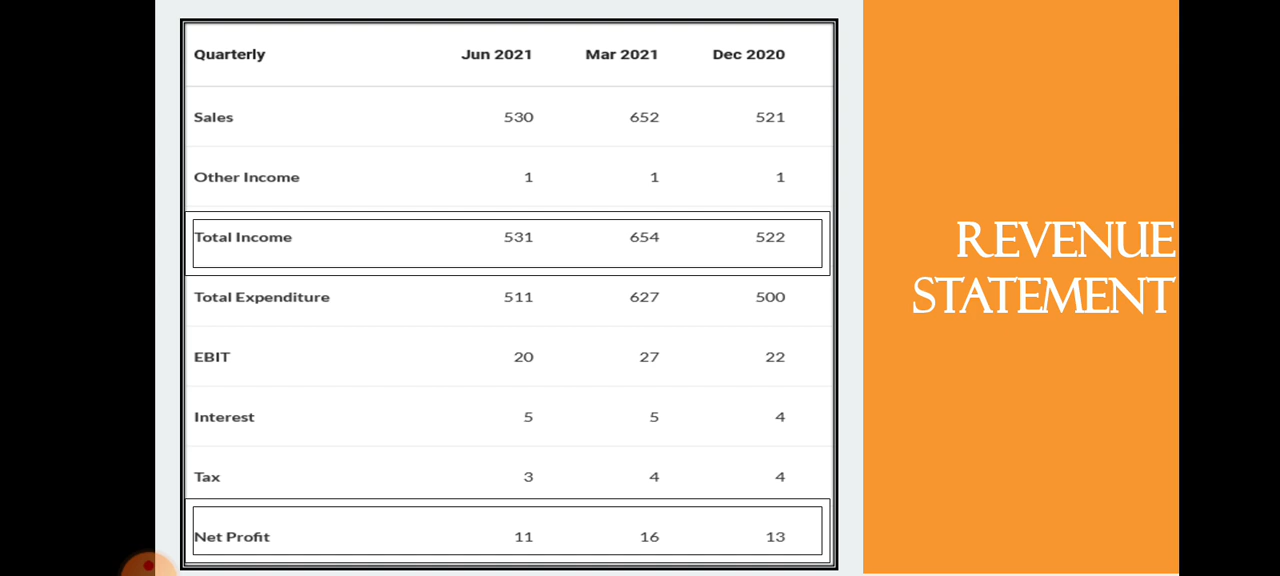 Quarterly Jun 2021 Mar 2021 Dec 2020
Sales 530 652 521
Other Income 1 1 1
Total Income 531 654 522
Total Expenditure 511 627 500
EBIT 20 27 22
Interest 5 5 4
Tax 3 4 4
Net Profit 11 16 13
REVENUE
STATEMENT